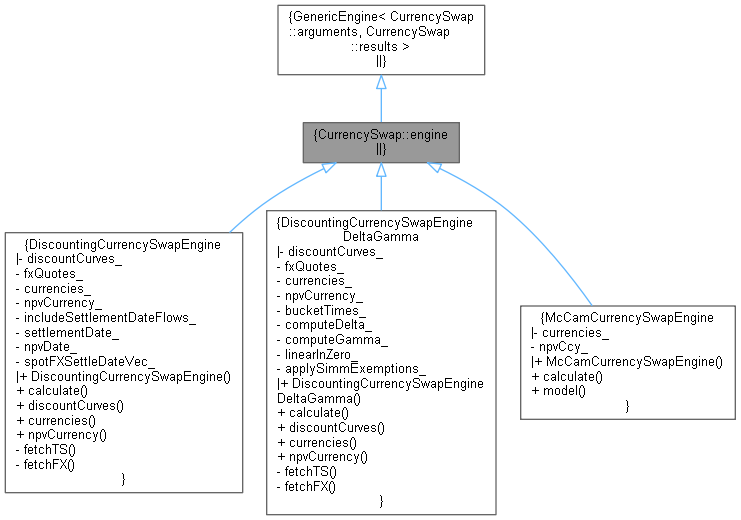 {GenericEngine< CurrencySwap
::arguments, CurrencySwap
::results >
||}
{CurrencySwap::engine
||}
{DiscountingCurrencySwapEngine
|- discountCurves_
- fxQuotes_
- currencies_
- npvCurrency_
- includeSettlementDateFlows_
- settlementDate_
- npvDate_
- spotFXSettleDateVec_
|+ DiscountingCurrencySwapEngine()
+ calculate()
+ discountCurves()
+ currencies()
+ npvCurrency()
- fetchTS()
- fetchFX()
}
{DiscountingCurrencySwapEngine
DeltaGamma
|- discountCurves_
- fxQuotes_
- currencies_
- npvCurrency_
- bucketTimes_
- computeDelta_
- computeGamma_
- linearInZero_
- applySimmExemptions_
|+ DiscountingCurrencySwapEngine
DeltaGamma()
+ calculate()
+ discountCurves()
+ currencies()
+ npvCurrency()
- fetchTS()
- fetchFX()
}
{McCamCurrencySwapEngine
|- currencies_
- npvCcy_
|+ McCamCurrencySwapEngine()
+ calculate()
+ model()
}